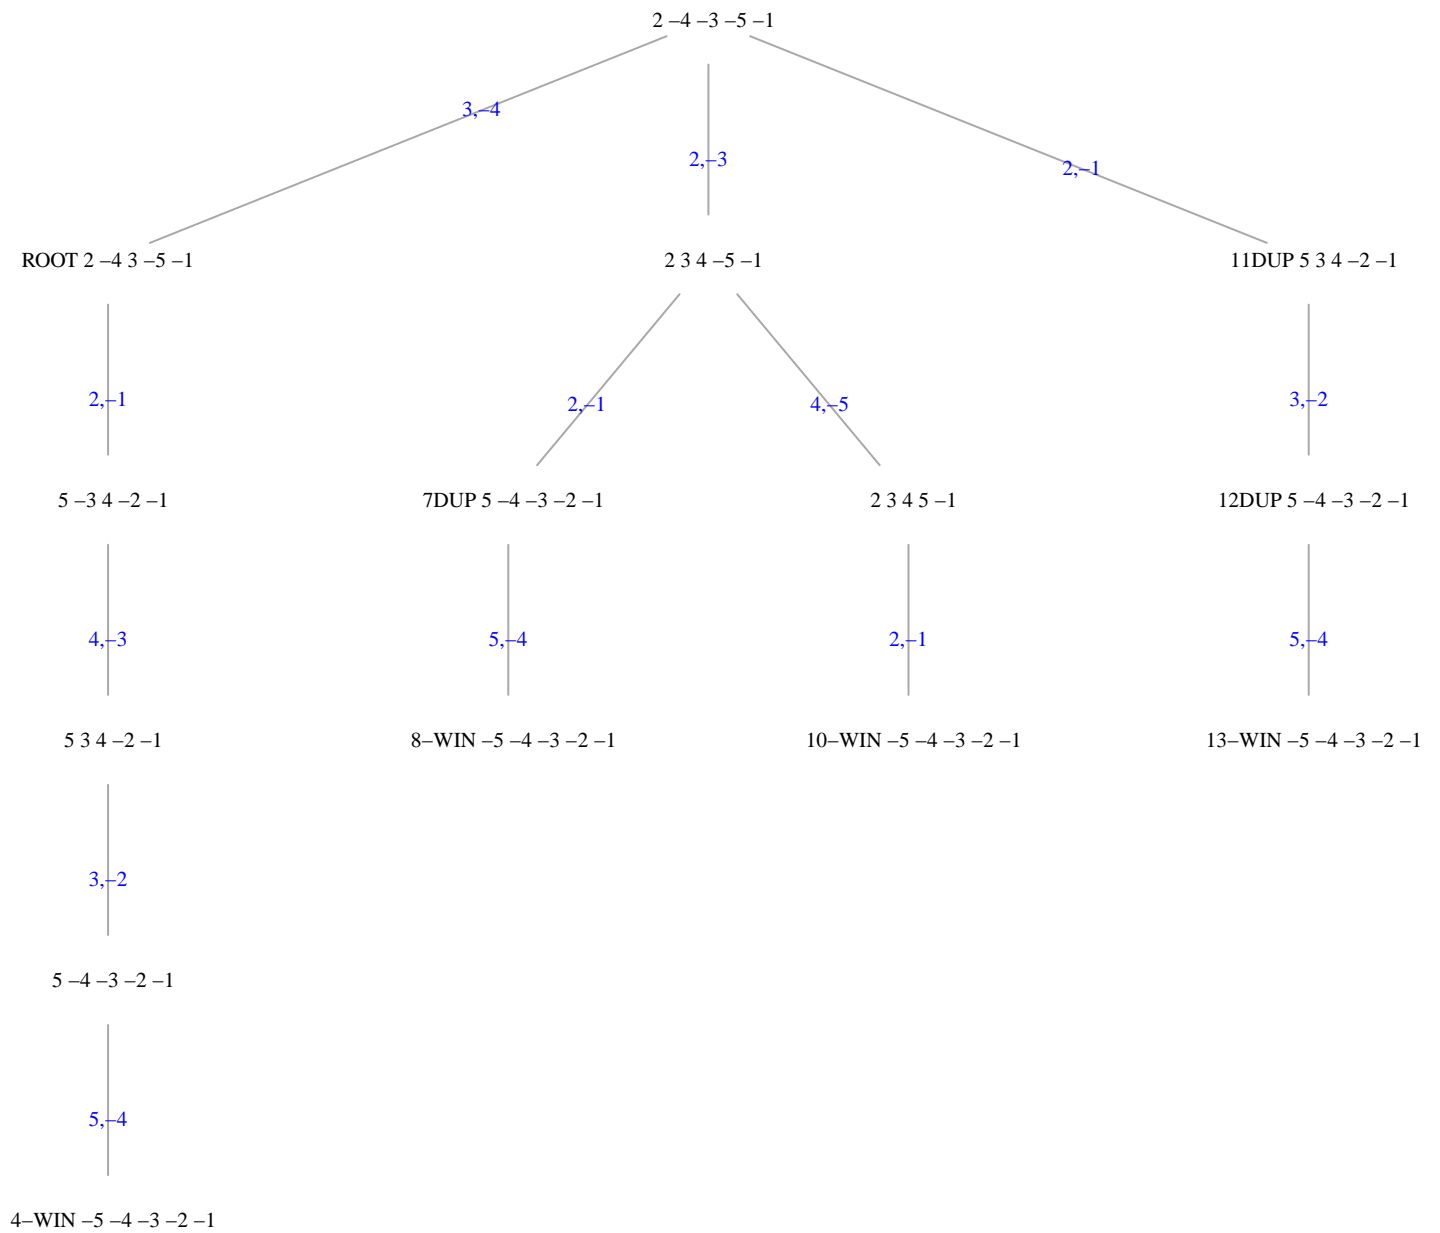 2 –4 –3 –5 –1
3,–4
2,–3
2,–1
ROOT 2 –4 3 –5 –1
2 3 4 –5 –1
11DUP 5 3 4 –2 –1
2,–1
2,–1
4,–5
3,–2
5 –3 4 –2 –1
7DUP 5 –4 –3 –2 –1
2 3 4 5 –1
12DUP 5 –4 –3 –2 –1
4,–3
5,–4
2,–1
5,–4
5 3 4 –2 –1
8–WIN –5 –4 –3 –2 –1
10–WIN –5 –4 –3 –2 –1
13–WIN –5 –4 –3 –2 –1
3,–2
5 –4 –3 –2 –1
5,–4
4–WIN –5 –4 –3 –2 –1